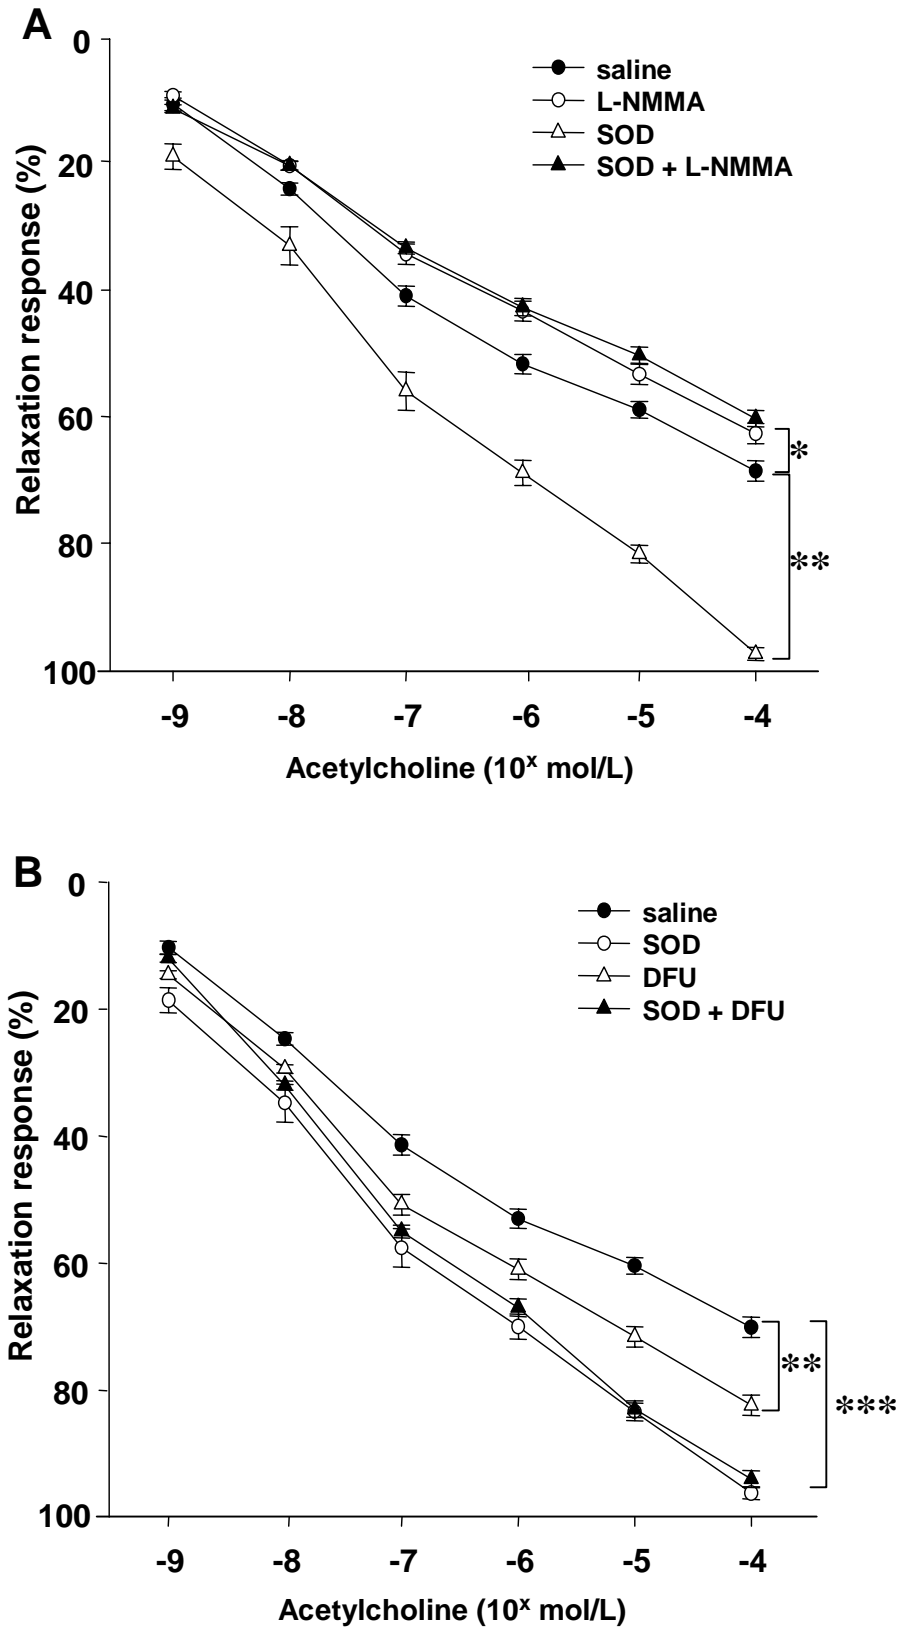 A
0
20
40
60
80
100
Relaxation response (%)
saline
L-NMMA
SOD
SOD + L-NMMA
*
**
-9 -8 -7 -6 -5 -4
Acetylcholine (10ˣ mol/L)
B
0
20
40
60
80
100
Relaxation response (%)
saline
SOD
DFU
SOD + DFU
**
***
-9 -8 -7 -6 -5 -4
Acetylcholine (10ˣ mol/L)